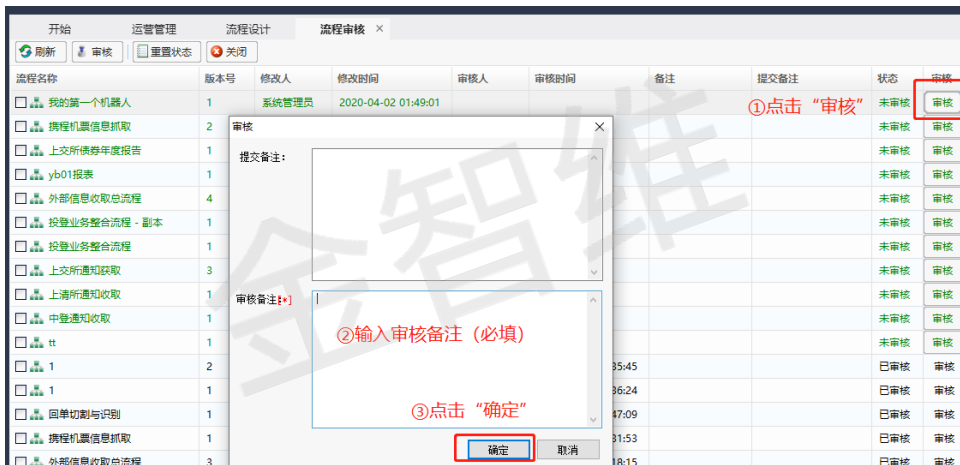 开始 运营管理 流程设计 流程审核 ×
刷新 审核 重置状态 关闭
流程名称 版本号 修改人 修改时间 审核人 审核时间 备注 提交备注 状态 审核
我的第一个机器人 1 系统管理员 2020-04-02 01:49:01 未审核 审核
①点击“审核”
携程机票信息抓取 2 未审核 审核
上交所债券年度报告 1 未审核 审核
yb01报表 1 未审核 审核
外部信息收取总流程 4 未审核 审核
投登业务整合流程 - 副本 1 未审核 审核
投登业务整合流程 1 未审核 审核
上交所通知获取 3 未审核 审核
上清所通知收取 1 未审核 审核
中登通知收取 1 未审核 审核
tt 1 未审核 审核
1 2 35:45 已审核 审核
1 1 36:24 已审核 审核
回单切割与识别 1 47:09 已审核 审核
携程机票信息抓取 1 31:53 已审核 审核
外部信息收取总流程 3 18:15 已审核 审核
审核
提交备注：
审核备注[*]
②输入审核备注（必填）
③点击“确定”
确定 取消
金智维